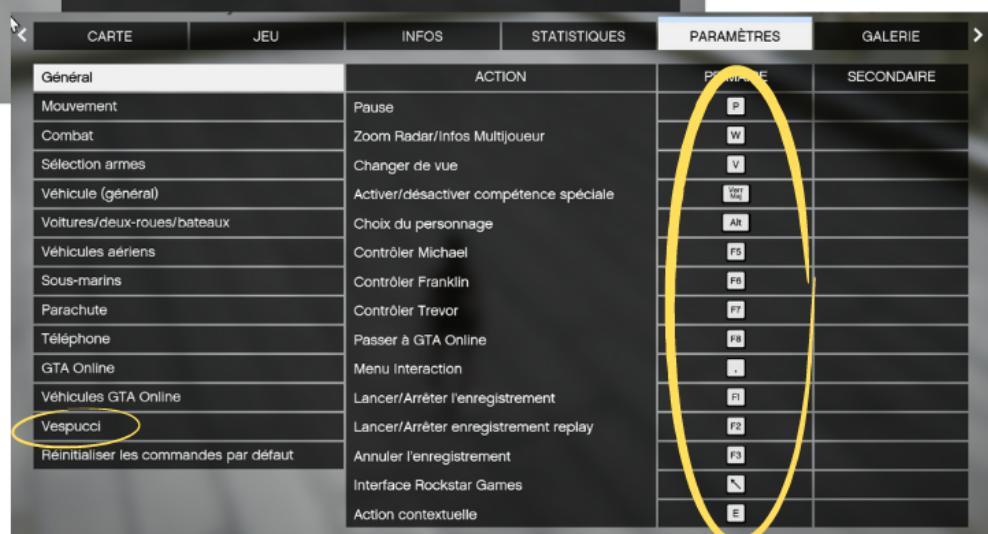 CARTE JEU INFOS STATISTIQUES PARAMÈTRES GALERIE
Général ACTION PRIMAIRE SECONDAIRE
Mouvement Pause P
Combat Zoom Radar/Infos Multijoueur W
Sélection armes Changer de vue V
Véhicule (général) Activer/désactiver compétence spéciale Verr Maj
Voitures/deux-roues/bateaux Choix du personnage Alt
Véhicules aériens Contrôler Michael F5
Sous-marins Contrôler Franklin F6
Parachute Contrôler Trevor F7
Téléphone Passer à GTA Online F8
GTA Online Menu Interaction ,
Véhicules GTA Online Lancer/Arrêter l'enregistrement F1
Vespucci Lancer/Arrêter enregistrement replay F2
Réinitialiser les commandes par défaut Annuler l'enregistrement F3
Interface Rockstar Games ↖
Action contextuelle E